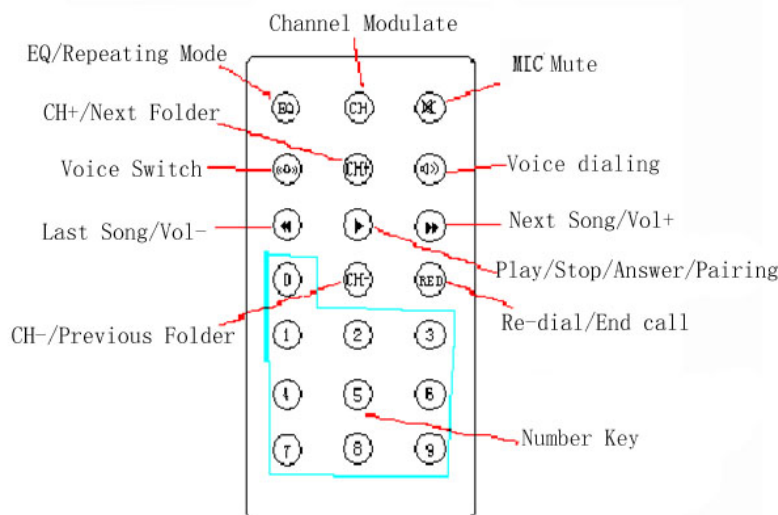 Channel Modulate
EQ/Repeating Mode
MIC Mute
EQ
CH
CH+/Next Folder
Voice Switch
CH+
Voice dialing
Last Song/Vol-
Next Song/Vol+
Play/Stop/Answer/Pairing
0
CH-
RED
Re-dial/End call
CH-/Previous Folder
1
2
3
4
5
6
Number Key
7
8
9